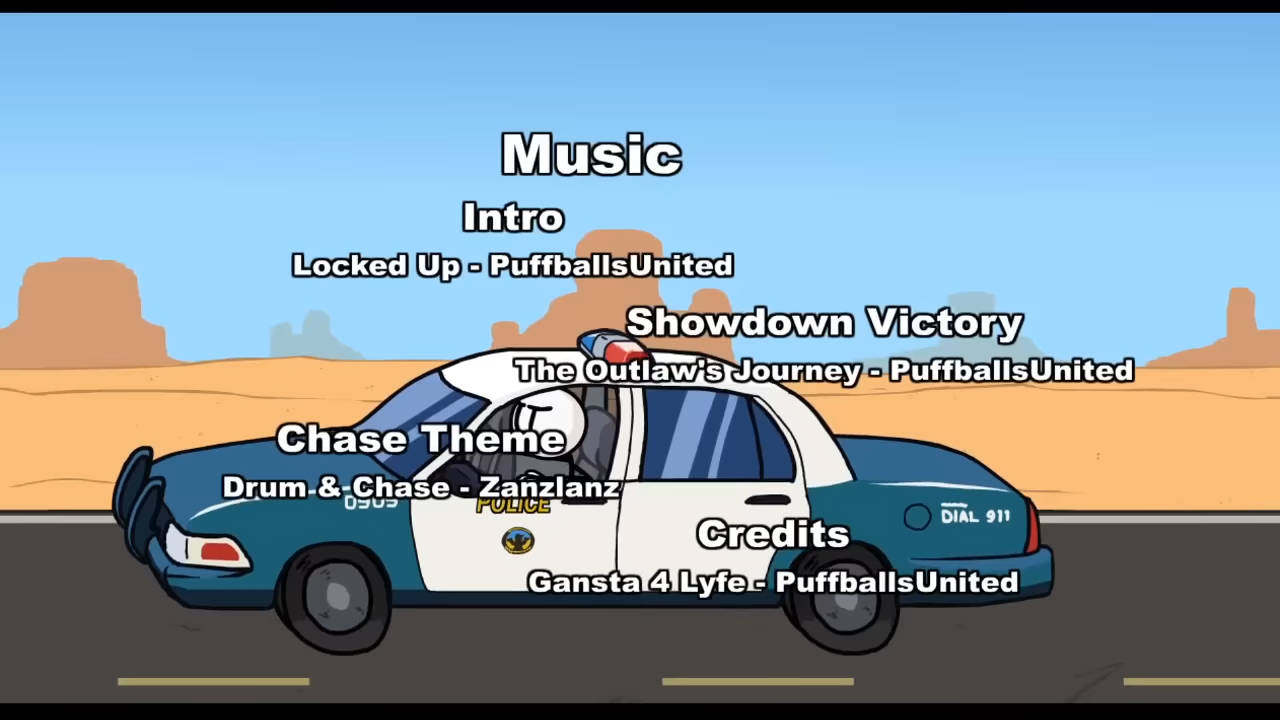 Music
Intro
Locked Up - PuffballsUnited
Showdown Victory
The Outlaw's Journey - PuffballsUnited
Chase Theme
Drum & Chase - Zanzlanz
0909
POLICE
DIAL 911
Credits
Gansta 4 Lyfe - PuffballsUnited